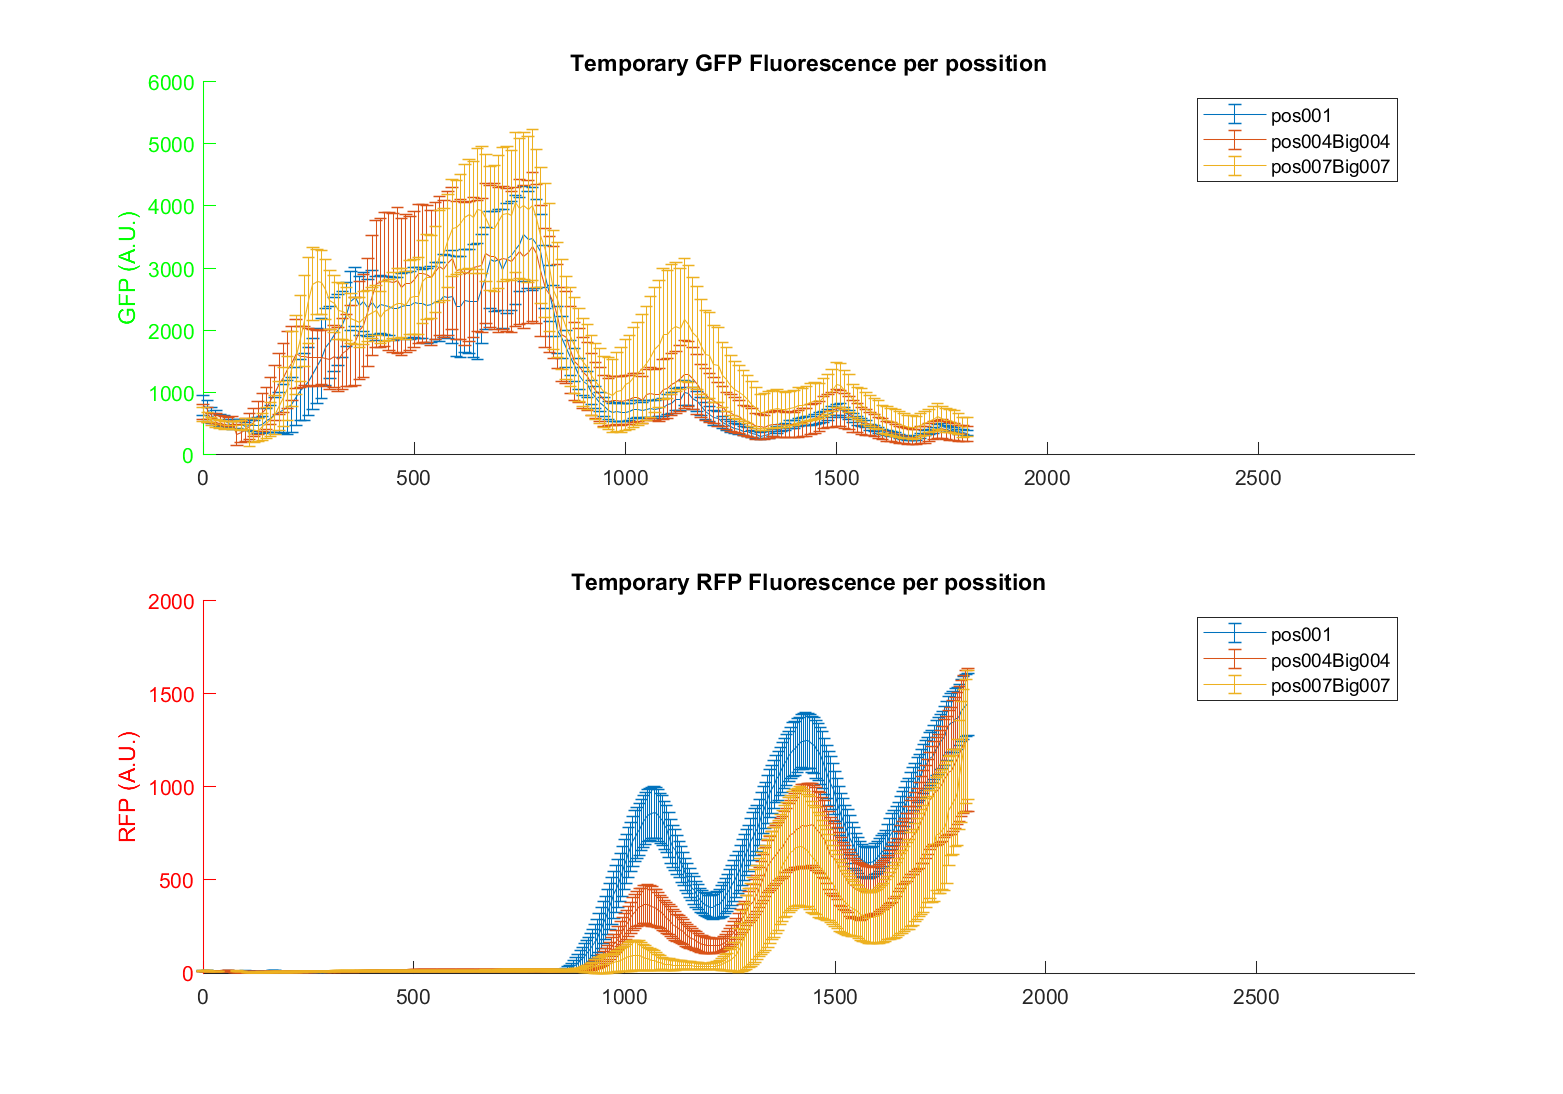 Temporary GFP Fluorescence per possition
6000
5000
4000
3000
2000
1000
0
GFP (A.U.)
pos001
pos004Big004
pos007Big007
0 500 1000 1500 2000 2500
Temporary RFP Fluorescence per possition
2000
1500
1000
500
0
RFP (A.U.)
pos001
pos004Big004
pos007Big007
0 500 1000 1500 2000 2500